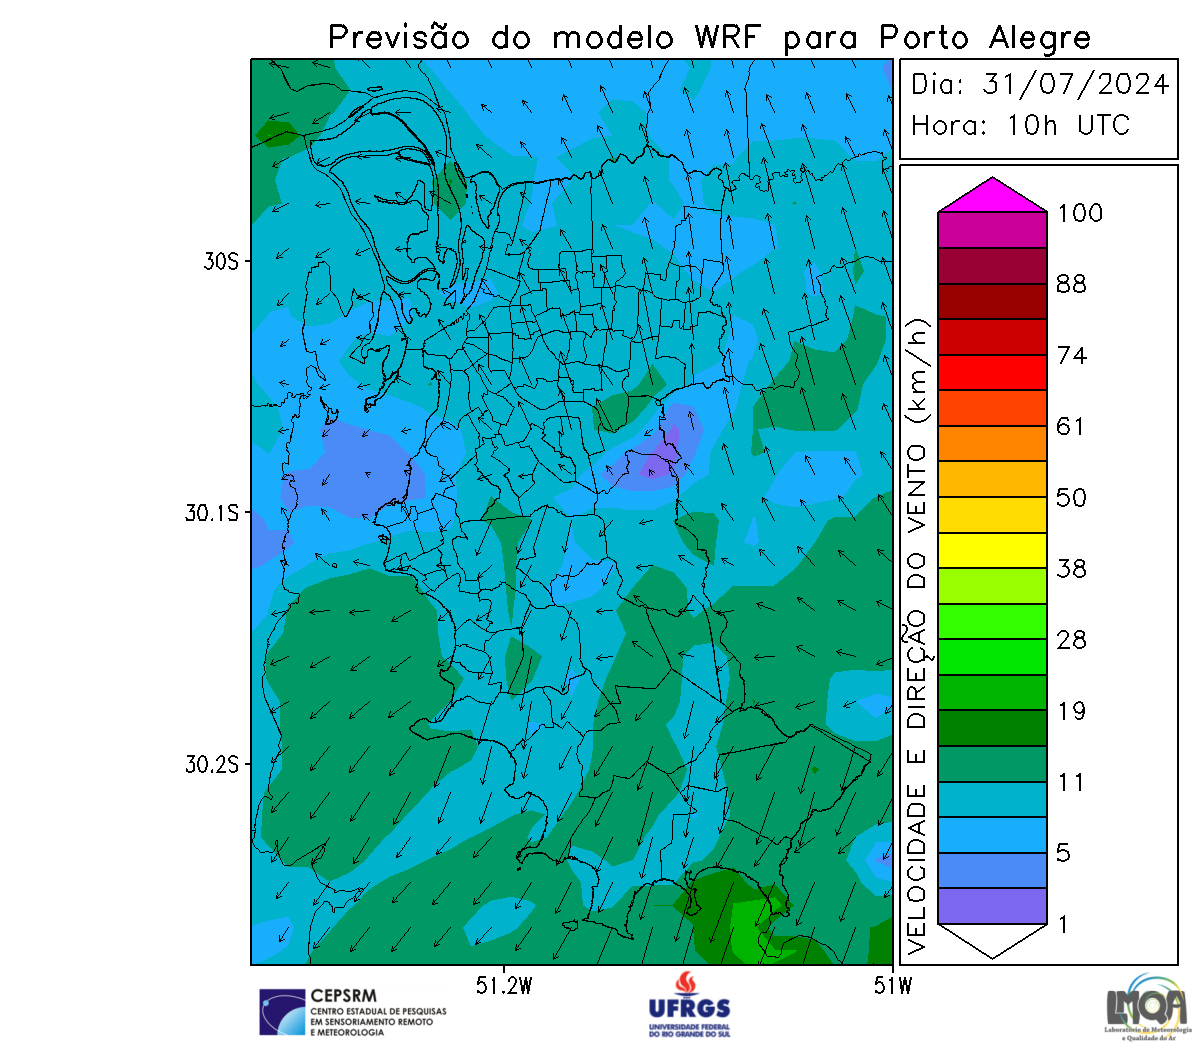 Previsão do modelo WRF para Porto Alegre
Dia: 31/07/2024
Hora: 10h UTC
100
88
74
61
50
38
28
19
11
5
1
VELOCIDADE E DIREÇÃO DO VENTO (km/h)
30S
30.1S
30.2S
51.2W
51W
CEPSRM
CENTRO ESTADUAL DE PESQUISAS
EM SENSORIAMENTO REMOTO
E METEOROLOGIA
UFRGS
UNIVERSIDADE FEDERAL
DO RIO GRANDE DO SUL
LMQA
Laboratório de Meteorologia
e Qualidade do Ar